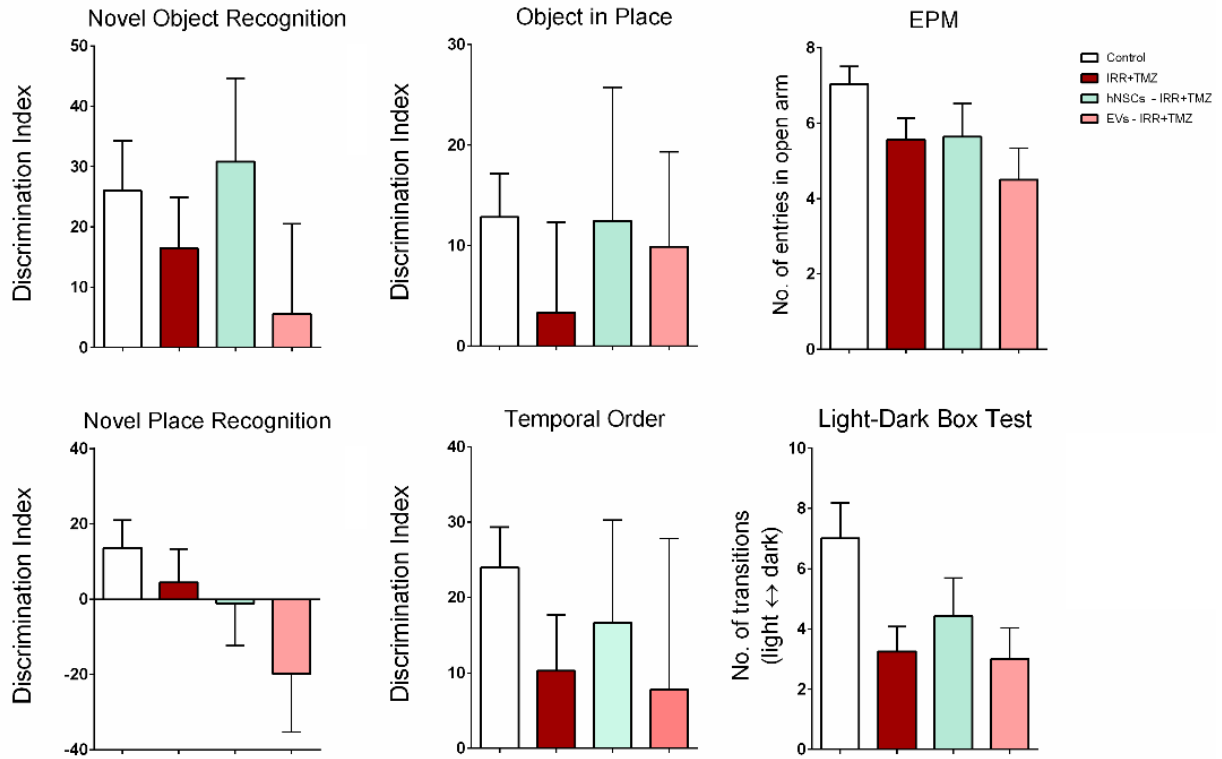 Novel Object Recognition
Discrimination Index
50
40
30
20
10
0
Object in Place
Discrimination Index
30
20
10
0
EPM
No. of entries in open arm
8
6
4
2
0
Control
IRR+TMZ
hNSCs - IRR+TMZ
EVs - IRR+TMZ
Novel Place Recognition
Discrimination Index
40
20
0
-20
-40
Temporal Order
Discrimination Index
40
30
20
10
0
Light-Dark Box Test
No. of transitions
(light ↔ dark)
10
8
6
4
2
0